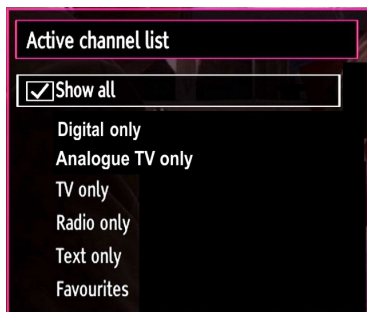 Active channel list
Show all
Digital only
Analogue TV only
TV only
Radio only
Text only
Favourites